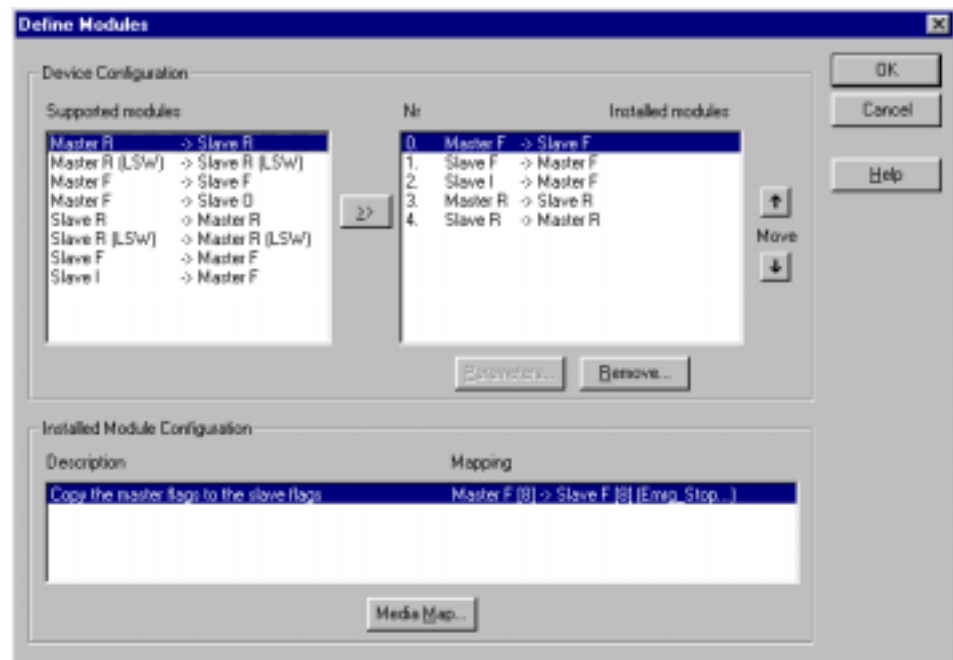 Define Modules
Device Configuration
Supported modules
Master R -> Slave R
Master R (LSW) -> Slave R (LSW)
Master F -> Slave F
Master F -> Slave O
Slave R -> Master R
Slave R (LSW) -> Master R (LSW)
Slave F -> Master F
Slave I -> Master F
>>
Nr Installed modules
0. Master F -> Slave F
1. Slave F -> Master F
2. Slave I -> Master F
3. Master R -> Slave R
4. Slave R -> Master R
Move
Parameters...
Remove...
OK
Cancel
Help
Installed Module Configuration
Description Mapping
Copy the master flags to the slave flags Master F [8] -> Slave F [8] (Emrg_Stop...)
Media Map...